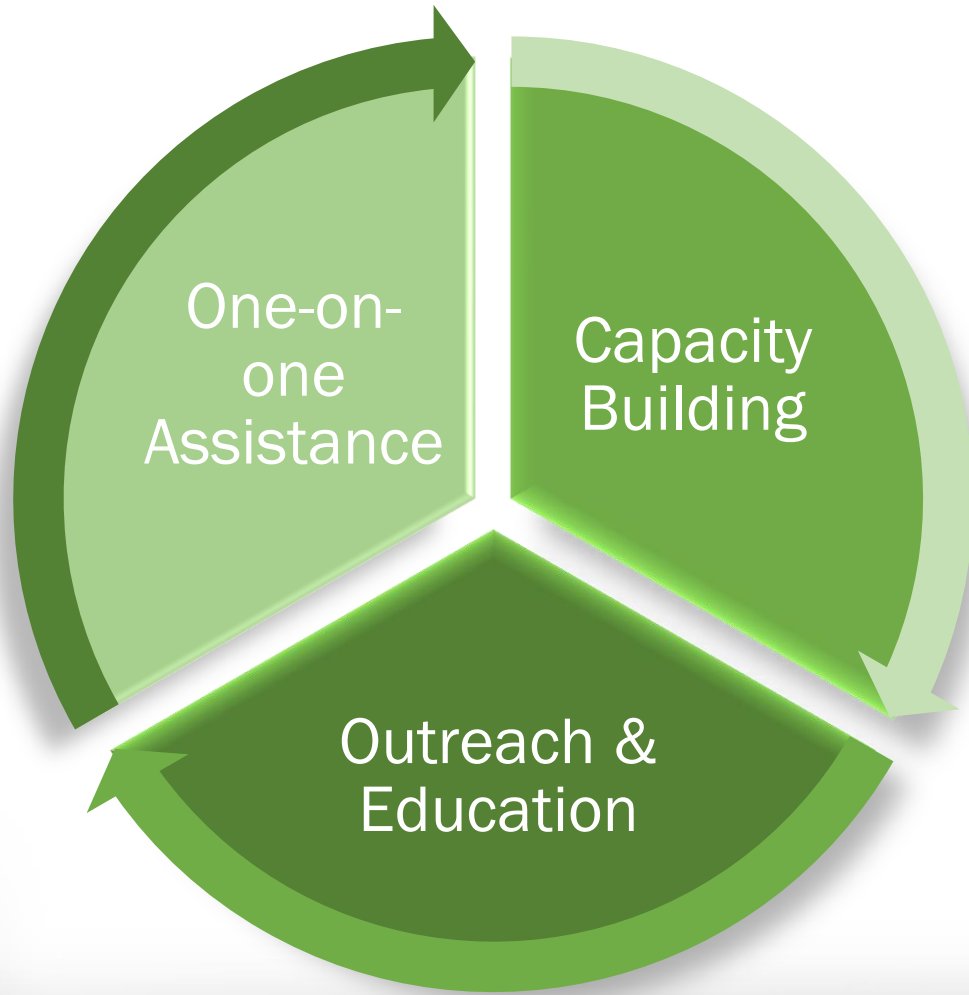 One-on-
one
Assistance
Capacity
Building
Outreach &
Education